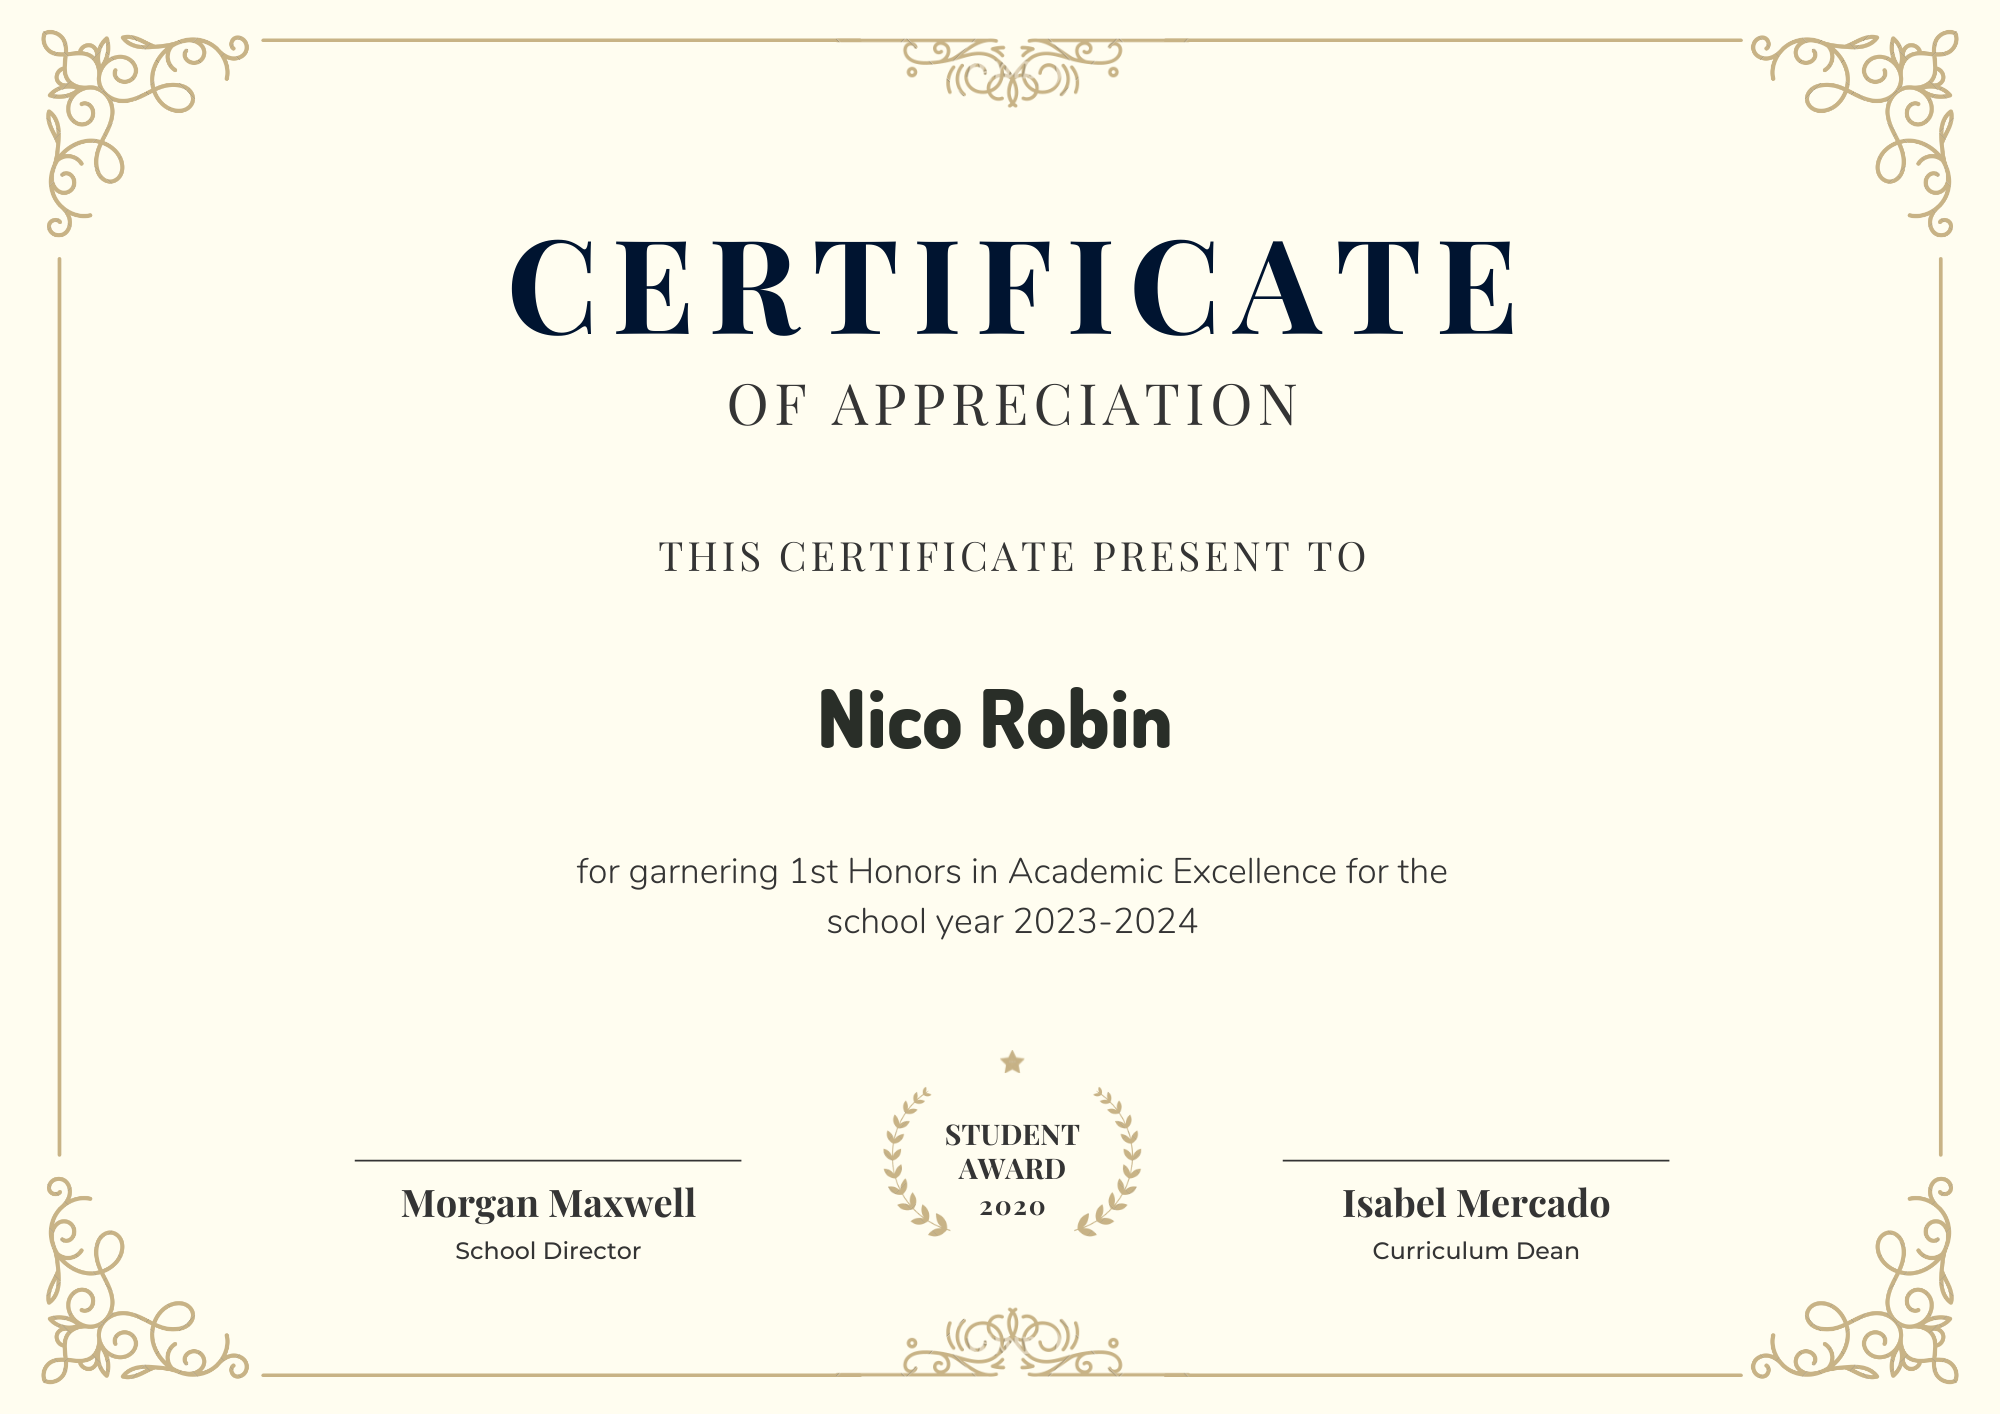 CERTIFICATE
OF APPRECIATION
THIS CERTIFICATE PRESENT TO
Nico Robin
for garnering 1st Honors in Academic Excellence for the
school year 2023-2024
STUDENT
AWARD
2020
Morgan Maxwell
School Director
Isabel Mercado
Curriculum Dean